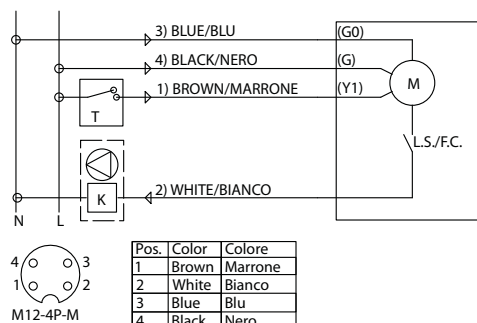 3) BLUE/BLU (G0)
4) BLACK/NERO (G)
1) BROWN/MARRONE (Y1)
M
T
L.S./F.C.
K
2) WHITE/BIANCO
N L
4 3
1 2
M12-4P-M
Pos. Color Colore
1 Brown Marrone
2 White Bianco
3 Blue Blu
4 Black Nero